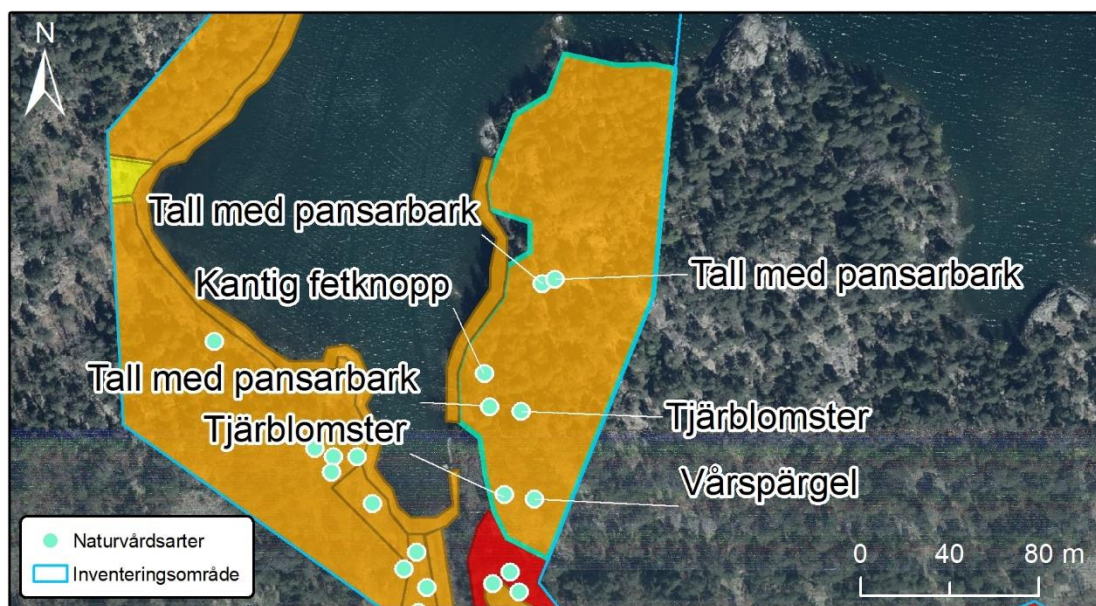 N
Tall med pansarbark
Tall med pansarbark
Kantig fetknopp
Tall med pansarbark
Tjärblomster
Tjärblomster
Vårspärgel
Naturvårdsarter
Inventeringsområde
0 40 80 m